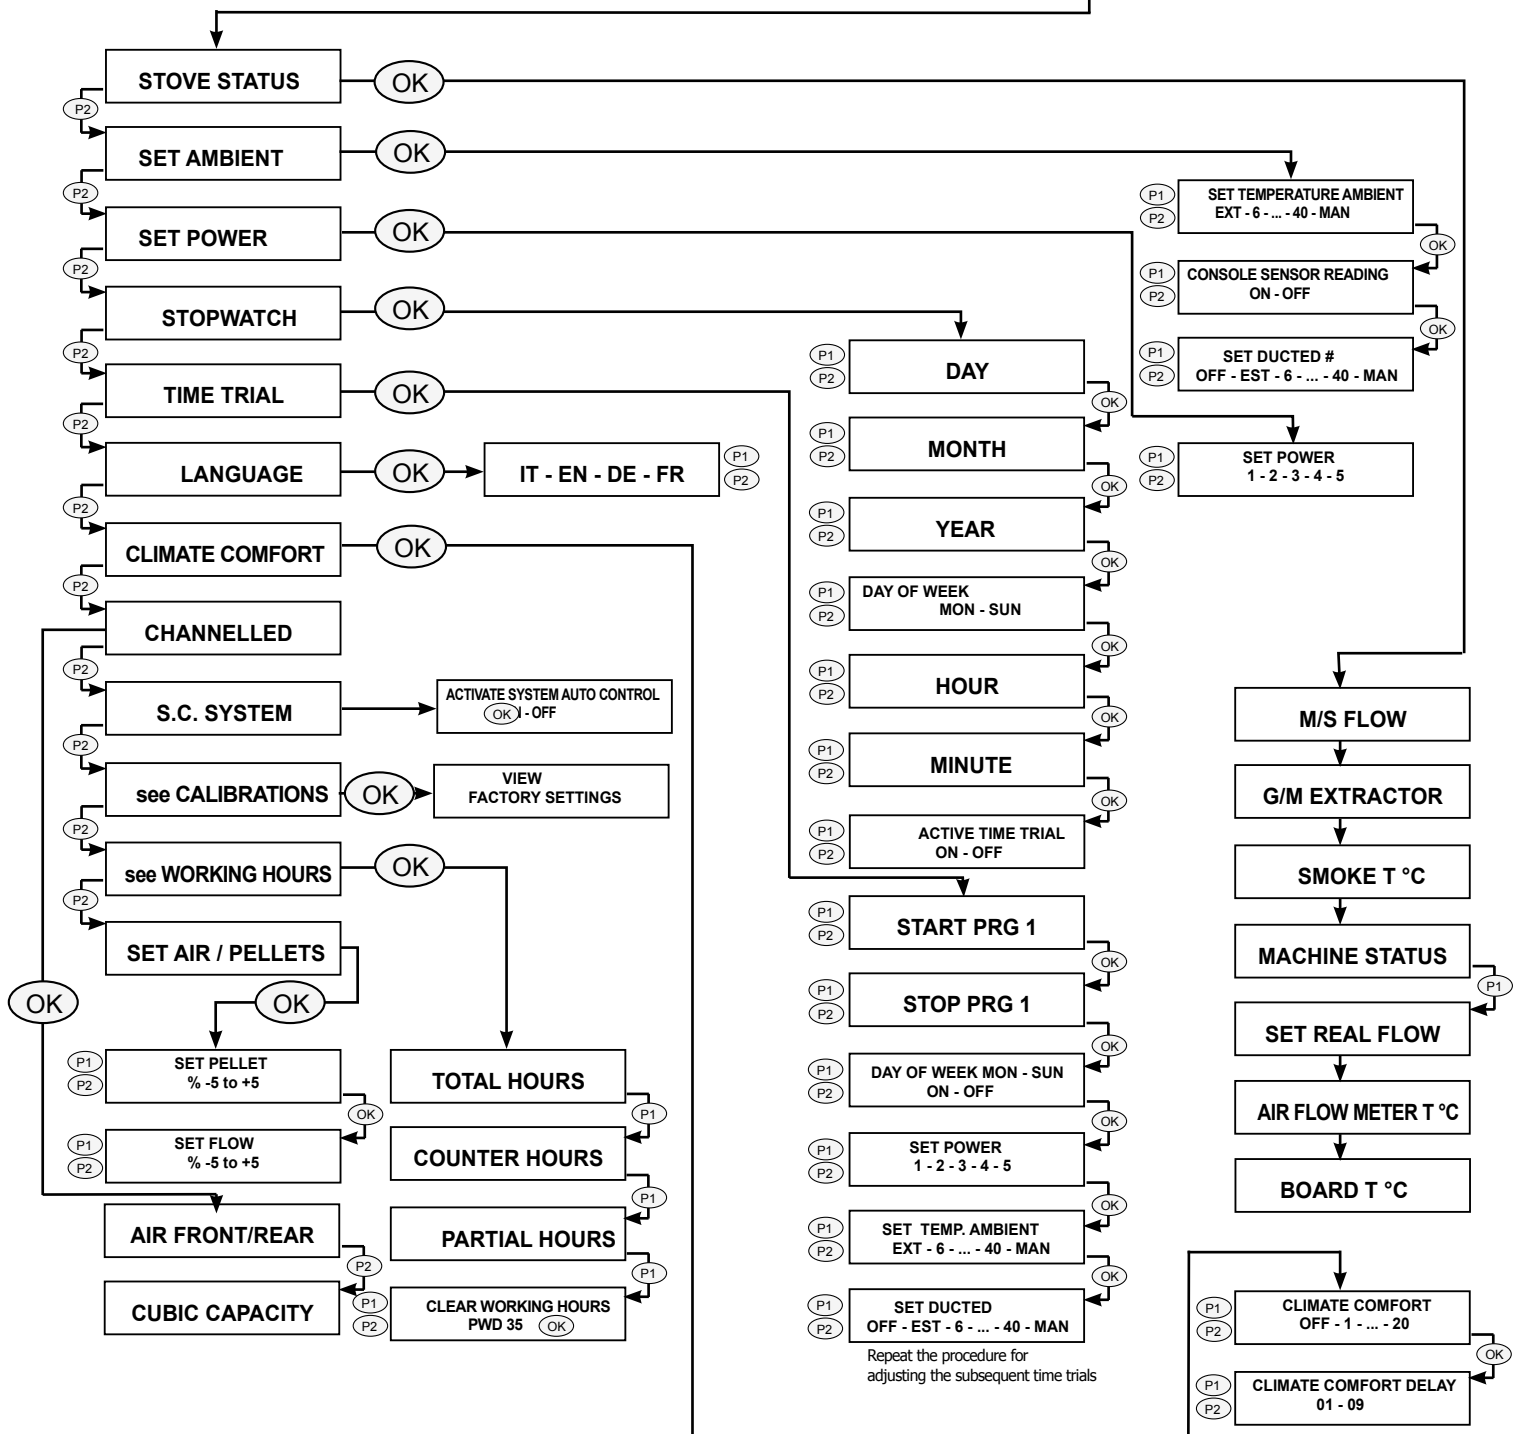 STOVE STATUS
OK
P2
SET AMBIENT
OK
P2
SET POWER
OK
P2
STOPWATCH
OK
P2
TIME TRIAL
OK
P2
LANGUAGE
OK
IT - EN - DE - FR
P1
P2
P2
CLIMATE COMFORT
OK
P2
CHANNELLED
P2
S.C. SYSTEM
ACTIVATE SYSTEM AUTO CONTROL
OK - OFF
P2
see CALIBRATIONS
OK
VIEW
FACTORY SETTINGS
P2
see WORKING HOURS
OK
P2
SET AIR / PELLETS
OK
OK
P1
P2
SET PELLET
% -5 to +5
OK
P1
P2
SET FLOW
% -5 to +5
AIR FRONT/REAR
P2
CUBIC CAPACITY
TOTAL HOURS
P1
COUNTER HOURS
P1
PARTIAL HOURS
P1
P1
P2
CLEAR WORKING HOURS
PWD 35 OK
P1
P2
DAY
OK
P1
P2
MONTH
OK
P1
P2
YEAR
OK
P1
P2
DAY OF WEEK
MON - SUN
OK
P1
P2
HOUR
OK
P1
P2
MINUTE
OK
P1
P2
ACTIVE TIME TRIAL
ON - OFF
P1
P2
START PRG 1
OK
P1
P2
STOP PRG 1
OK
P1
P2
DAY OF WEEK MON - SUN
ON - OFF
OK
P1
P2
SET POWER
1 - 2 - 3 - 4 - 5
OK
P1
P2
SET TEMP. AMBIENT
EXT - 6 - ... - 40 - MAN
OK
P1
P2
SET DUCTED
OFF - EST - 6 - ... - 40 - MAN
Repeat the procedure for
adjusting the subsequent time trials
P1
P2
SET TEMPERATURE AMBIENT
EXT - 6 - ... - 40 - MAN
OK
P1
P2
CONSOLE SENSOR READING
ON - OFF
OK
P1
P2
SET DUCTED #
OFF - EST - 6 - ... - 40 - MAN
P1
P2
SET POWER
1 - 2 - 3 - 4 - 5
M/S FLOW
G/M EXTRACTOR
SMOKE T °C
MACHINE STATUS
P1
SET REAL FLOW
AIR FLOW METER T °C
BOARD T °C
P1
P2
CLIMATE COMFORT
OFF - 1 - ... - 20
OK
P1
P2
CLIMATE COMFORT DELAY
01 - 09